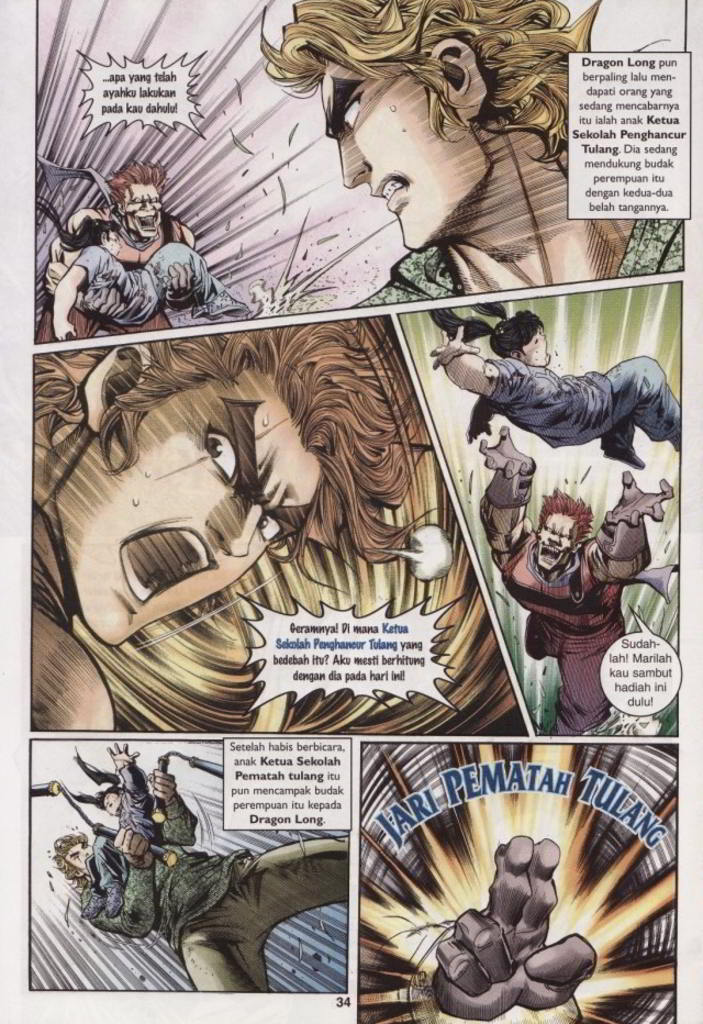 ...apa yang telah
ayahku lakukan
pada kau dahulu!
Dragon Long pun
berpaling lalu men-
dapati orang yang
sedang mencabarnya
itu ialah anak Ketua
Sekolah Penghancur
Tulang. Dia sedang
mendukung budak
perempuan itu
dengan kedua-dua
belah tangannya.
Geramnya! Di mana Ketua
Sekolah Penghancur Tulang yang
bedebah itu? Aku mesti berhitung
dengan dia pada hari ini!
Sudah-
lah! Marilah
kau sambut
hadiah ini
dulu!
Setelah habis berbicara,
anak Ketua Sekolah
Pematah tulang itu
pun mencampak budak
perempuan itu kepada
Dragon Long.
JARI PEMATAH TULANG
34